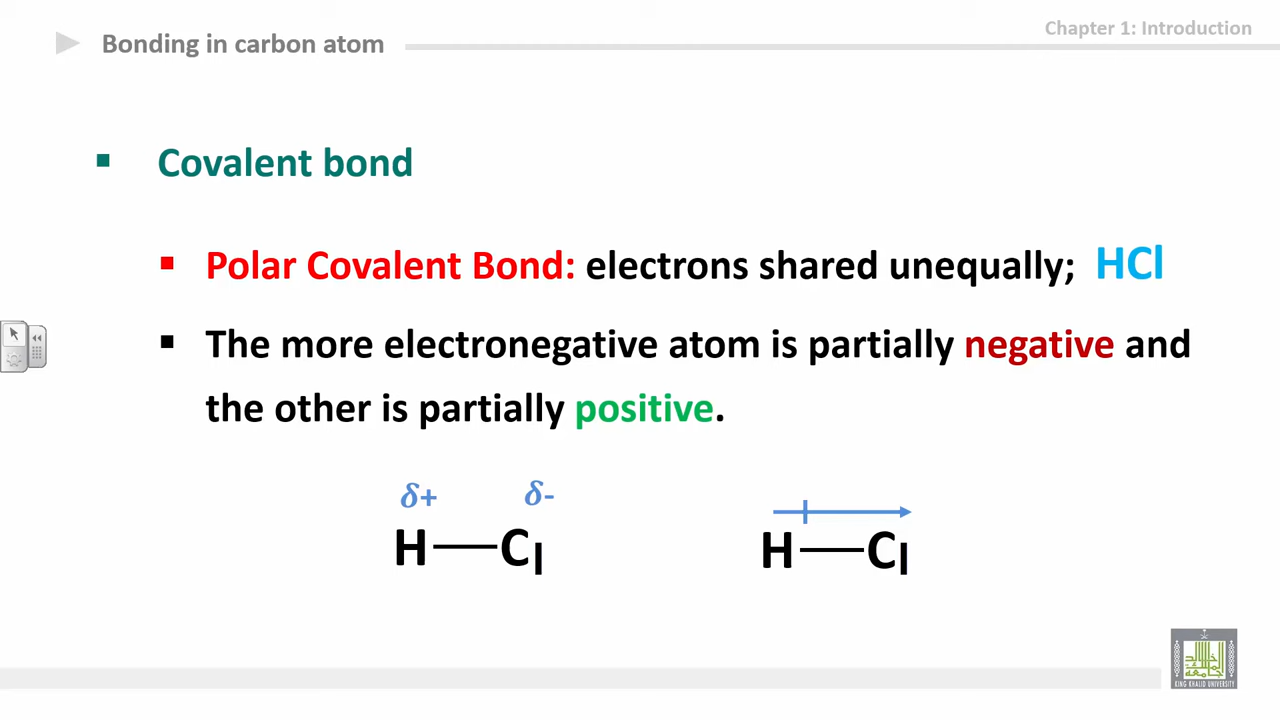 Chapter 1: Introduction
Bonding in carbon atom
Covalent bond
Polar Covalent Bond: electrons shared unequally; HCl
The more electronegative atom is partially negative and
the other is partially positive.
δ+ δ-
H Cl H Cl
KING KHALID UNIVERSITY